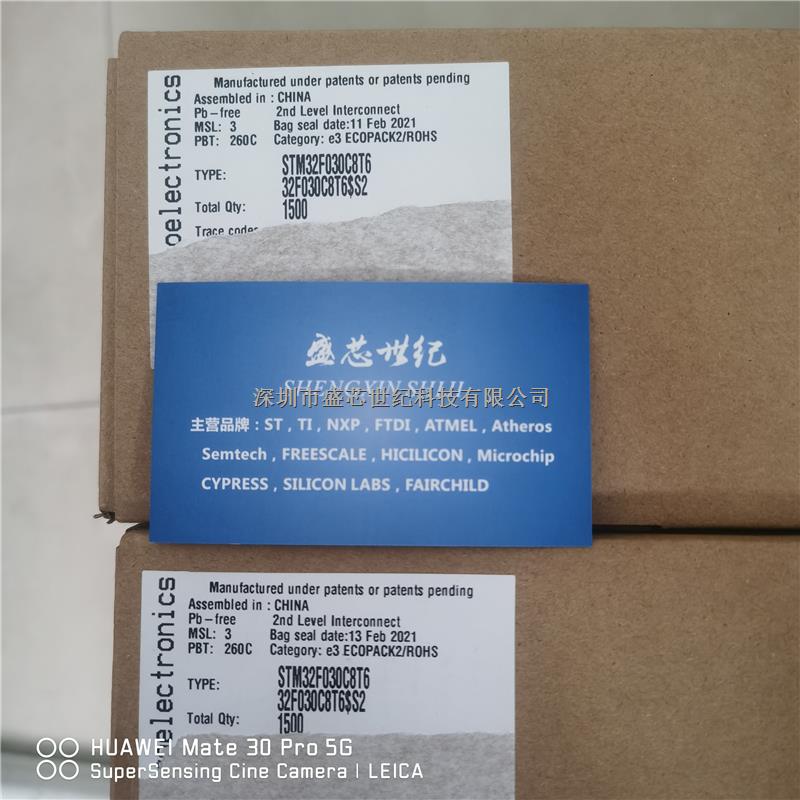 oelectronics
Manufactured under patents or patents pending
Assembled in : CHINA
Pb-free 2nd Level Interconnect
MSL: 3 Bag seal date:11 Feb 2021
PBT: 260C Category: e3 ECOPACK2/ROHS
TYPE: STM32F030C8T6
32F030C8T6$S2
Total Qty: 1500
Trace codes
盛芯世纪
SHENGXIN SHIJI
深圳市盛芯世纪科技有限公司
主营品牌：ST，TI，NXP，FTDI，ATMEL，Atheros
Semtech，FREESCALE，HICILICON，Microchip
CYPRESS，SILICON LABS，FAIRCHILD
electronics
Manufactured under patents or patents pending
Assembled in : CHINA
Pb-free 2nd Level Interconnect
MSL: 3 Bag seal date:13 Feb 2021
PBT: 260C Category: e3 ECOPACK2/ROHS
TYPE: STM32F030C8T6
32F030C8T6$S2
Total Qty: 1500
HUAWEI Mate 30 Pro 5G
SuperSensing Cine Camera | LEICA